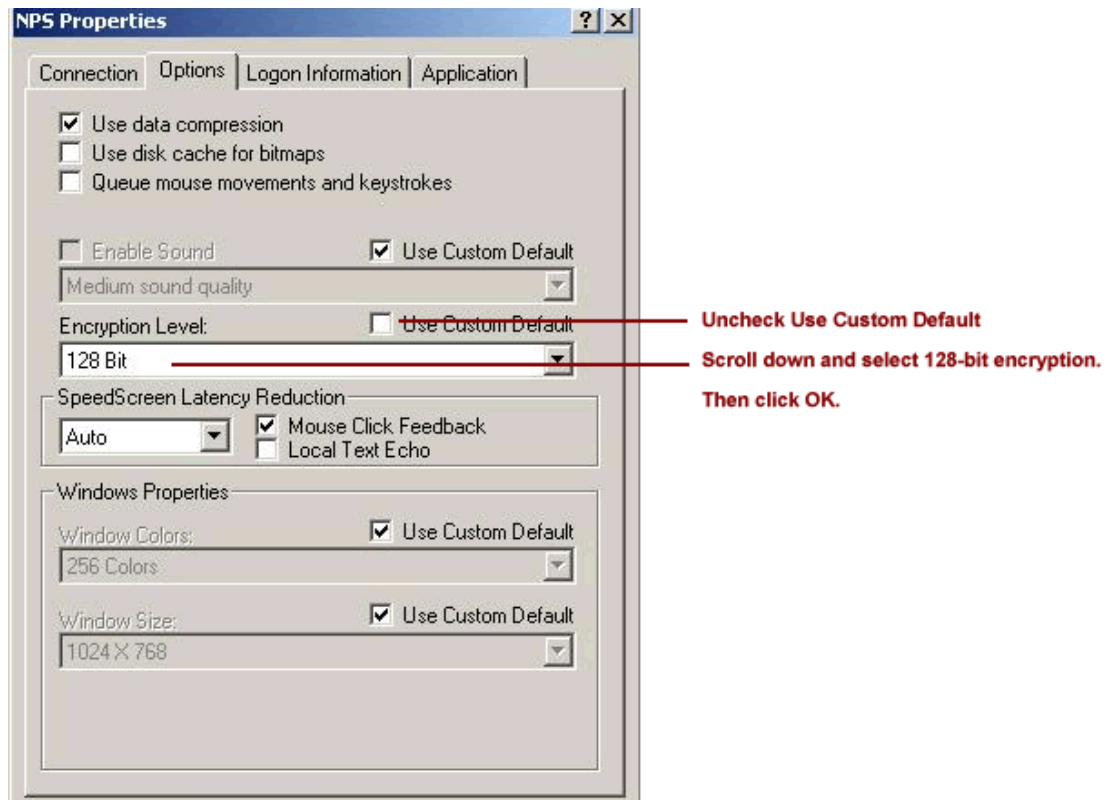 NPS Properties
Connection Options Logon Information Application
Use data compression
Use disk cache for bitmaps
Queue mouse movements and keystrokes
Enable Sound Use Custom Default
Medium sound quality
Encryption Level: Use Custom Default
Uncheck Use Custom Default
128 Bit
Scroll down and select 128-bit encryption.
Then click OK.
SpeedScreen Latency Reduction
Auto Mouse Click Feedback
Local Text Echo
Windows Properties
Window Colors: Use Custom Default
256 Colors
Window Size: Use Custom Default
1024 X 768